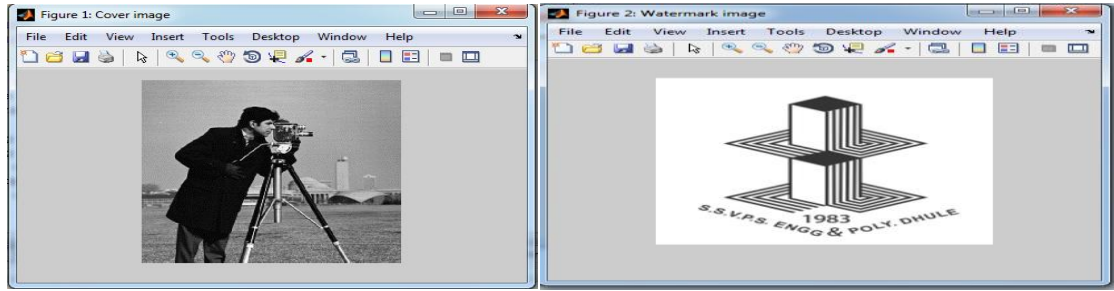 Figure 1: Cover image
File Edit View Insert Tools Desktop Window Help
Figure 2: Watermark image
File Edit View Insert Tools Desktop Window Help
1983
S.S.V.P.S. ENGG & POLY. DHULE